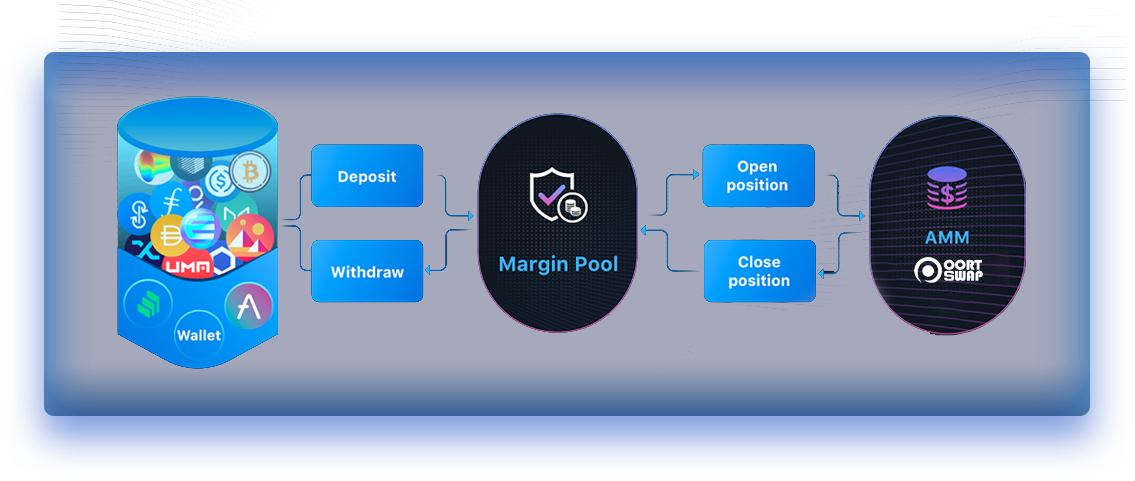 UMA
Wallet
Deposit
Withdraw
Margin Pool
Open
position
Close
position
AMM
OORT
SWAP